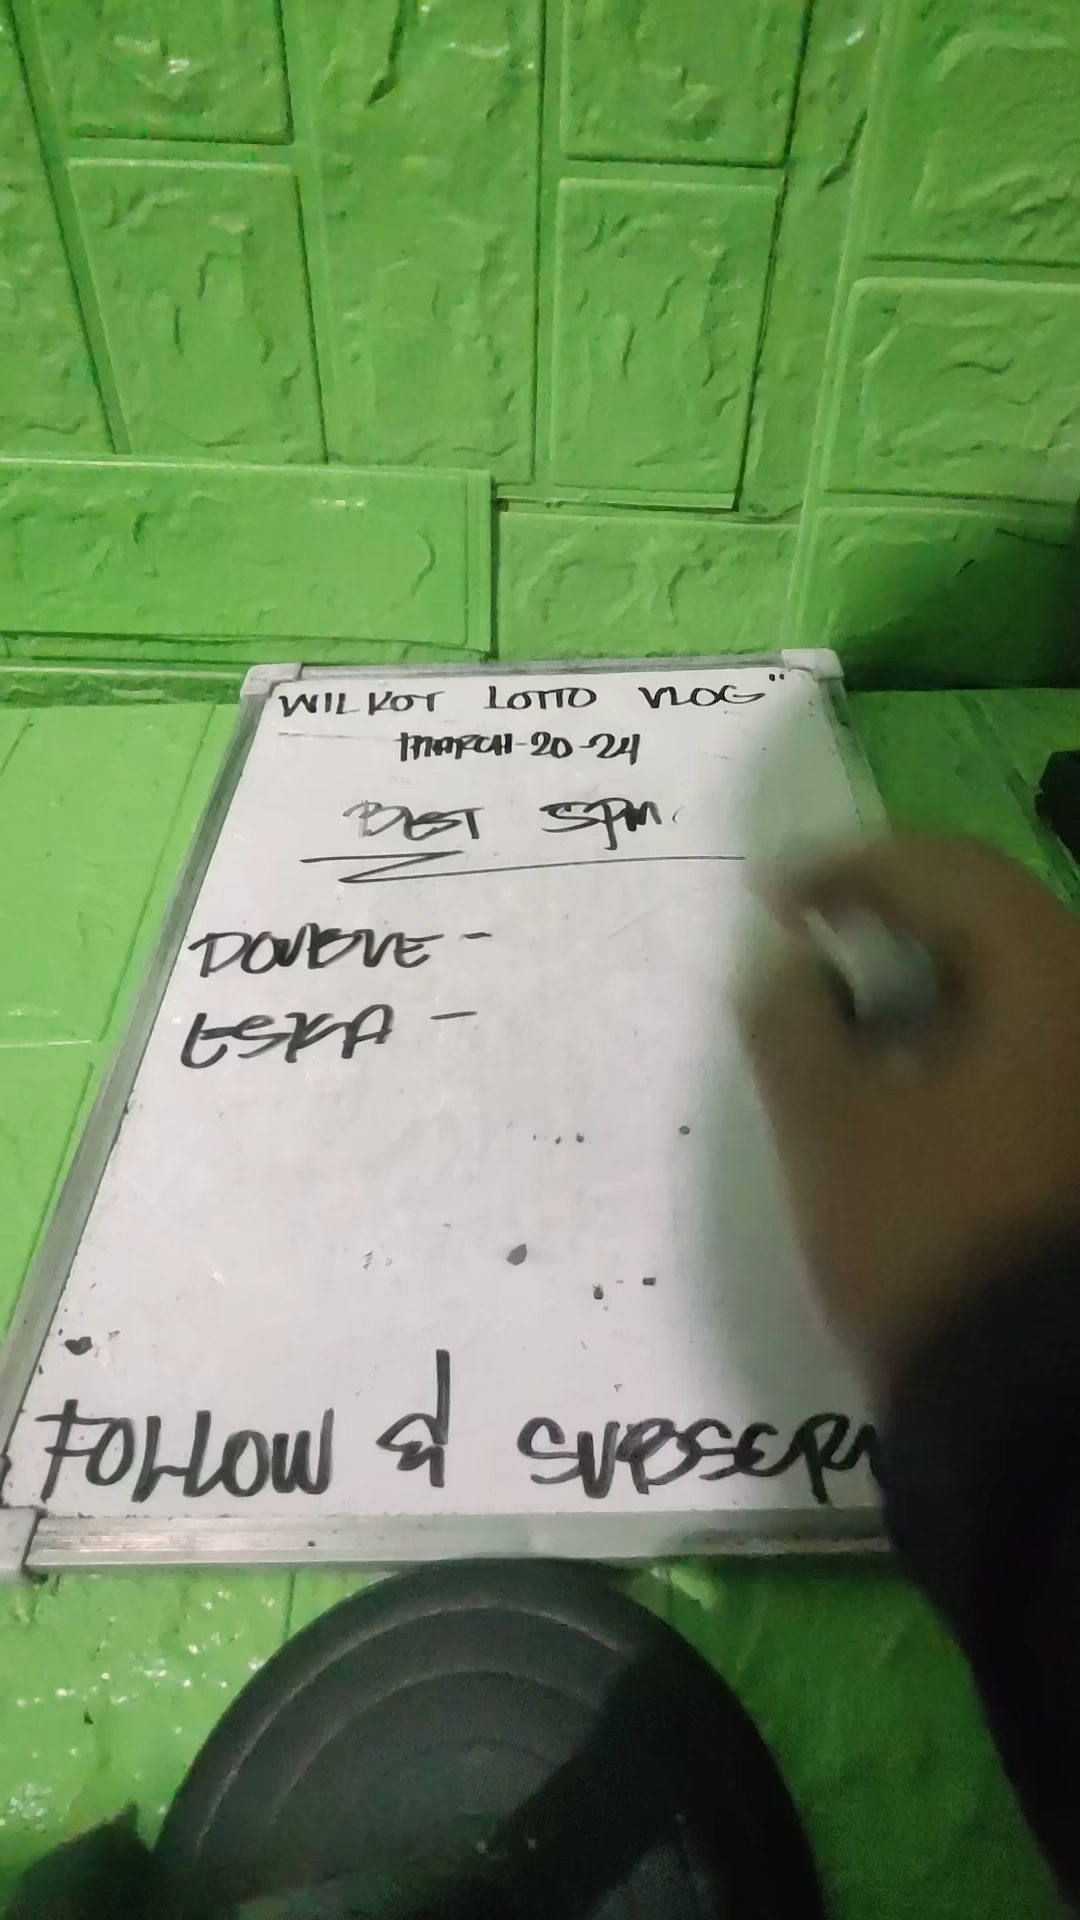 WILKOT LOTTO VLOG"
MARCH-20-24
BEST 5PM
DOUBLE -
ESKA -
FOLLOW & SUBSCRI